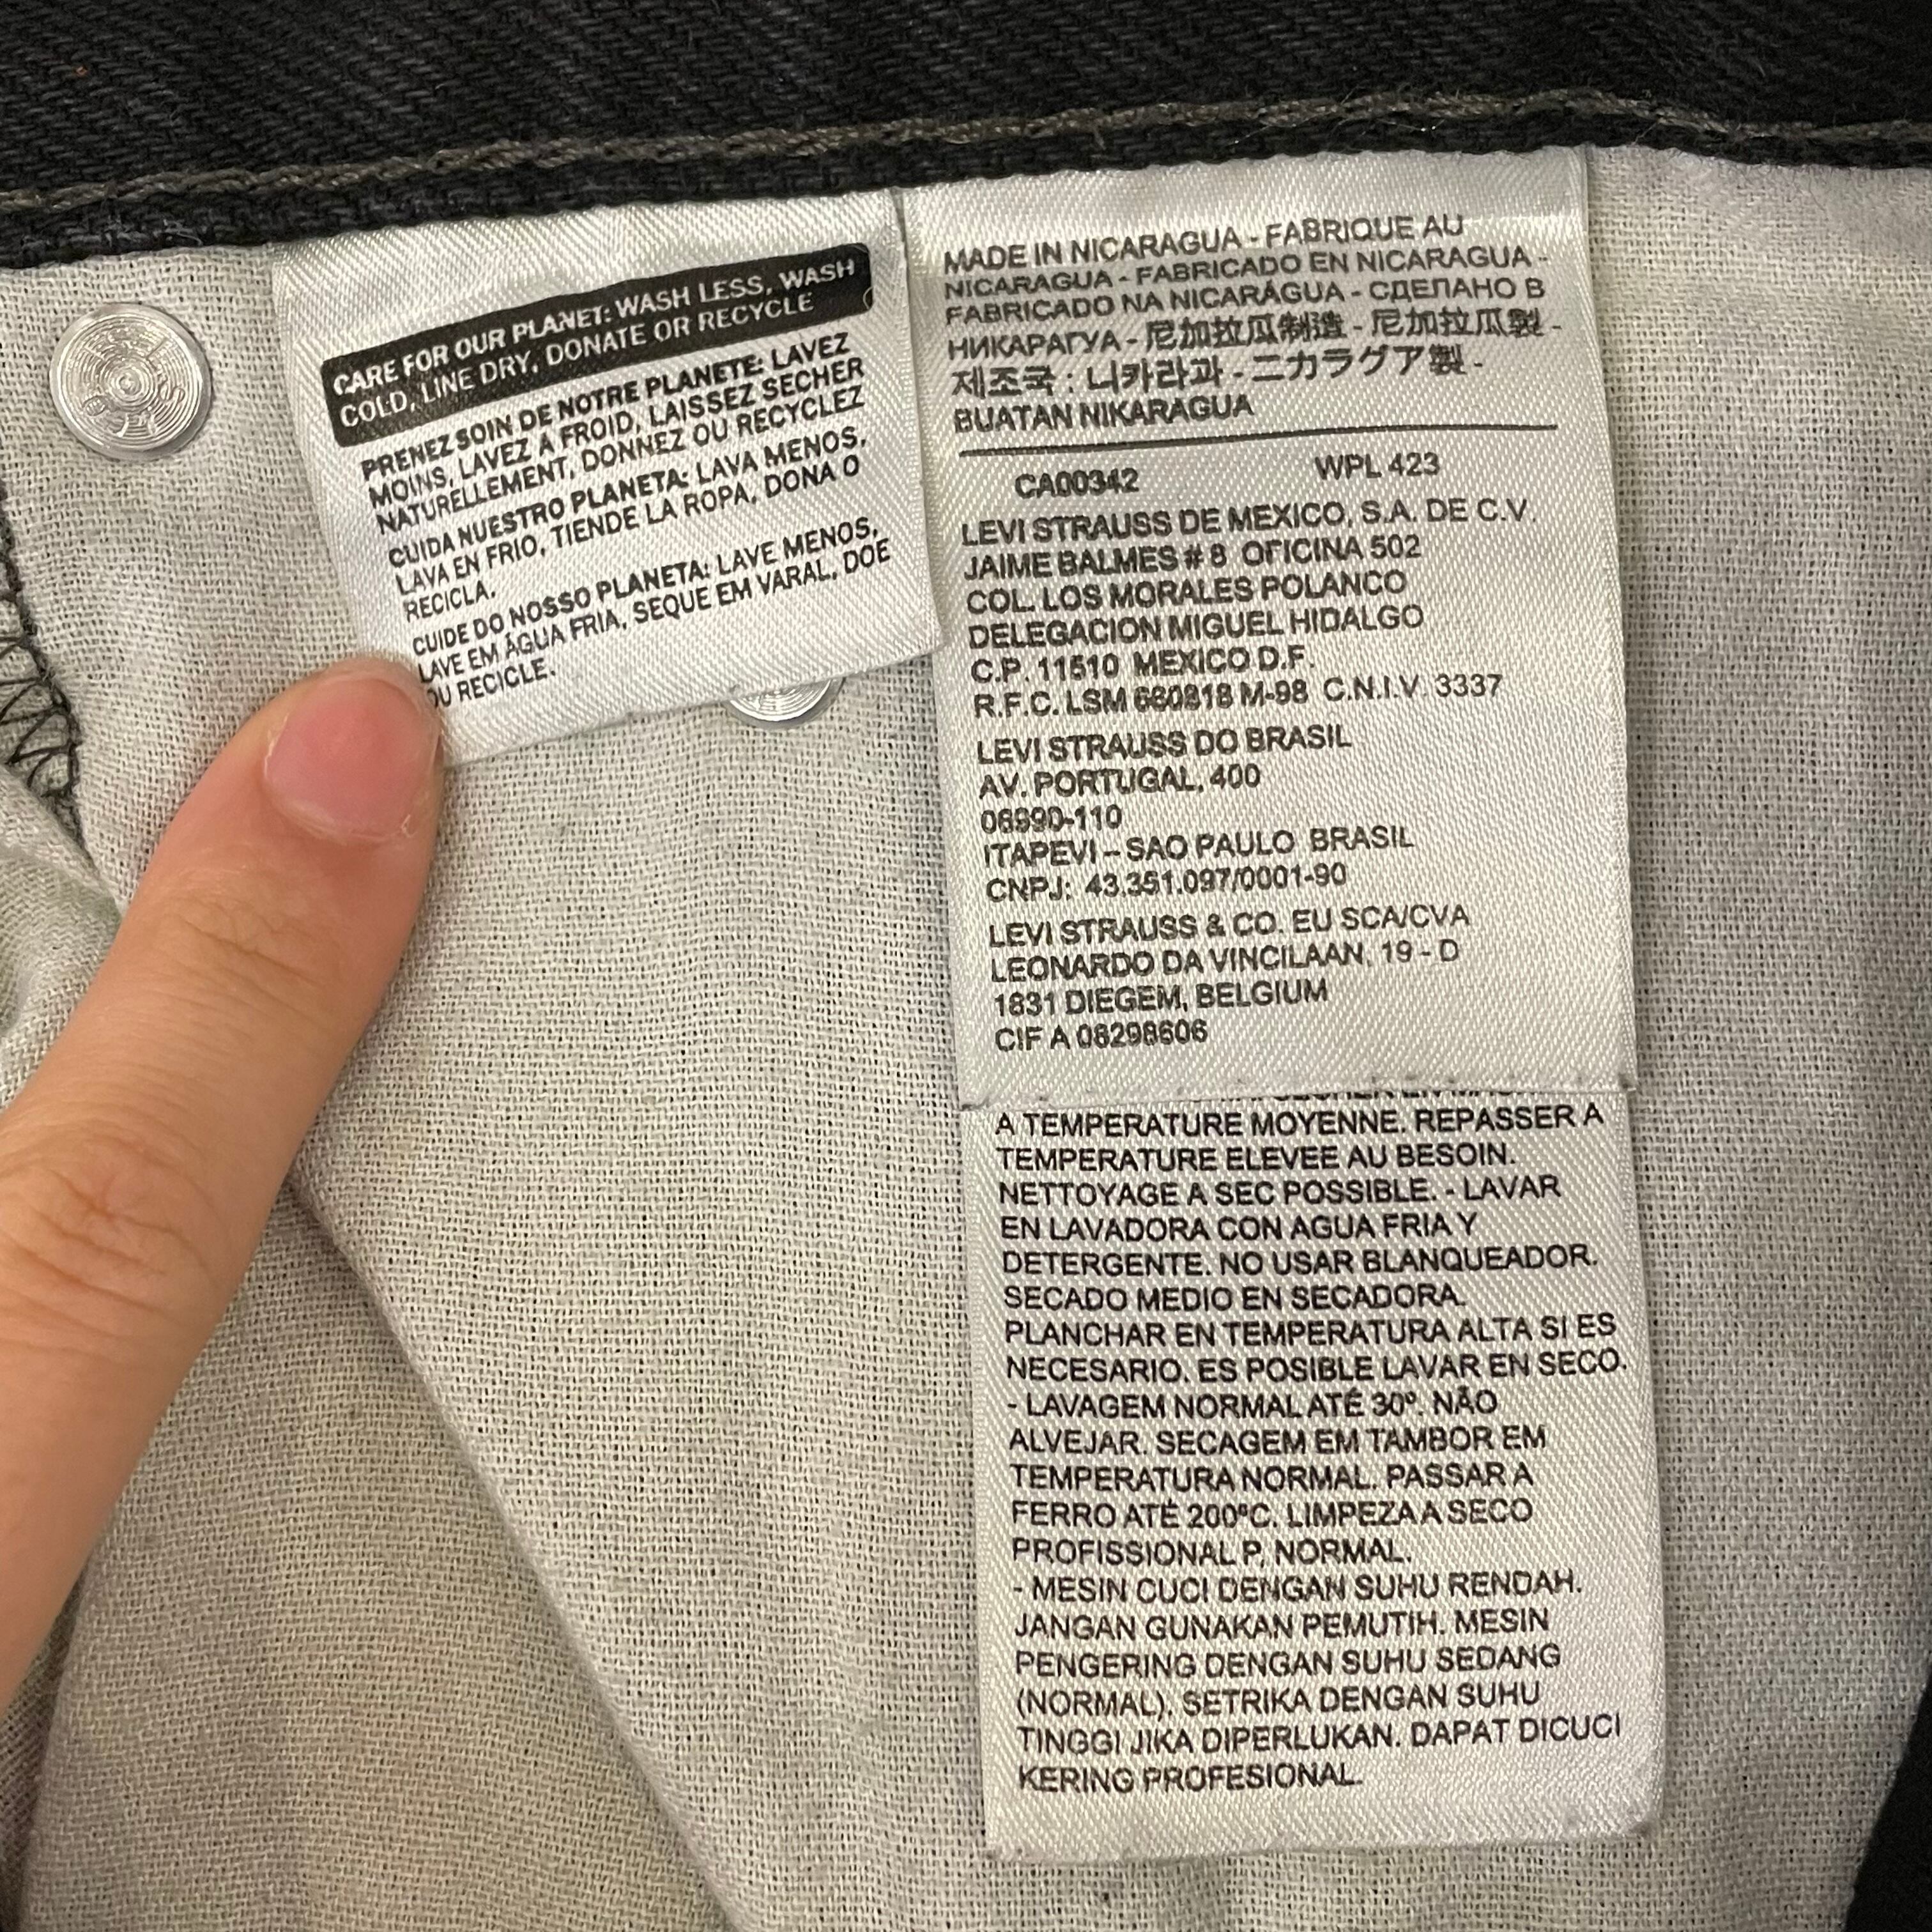 CARE FOR OUR PLANET: WASH LESS, WASH
COLD, LINE DRY, DONATE OR RECYCLE
PRENEZ SOIN DE NOTRE PLANETE: LAVEZ
MOINS, LAVEZ A FROID, LAISSEZ SECHER
NATURELLEMENT, DONNEZ OU RECYCLEZ
CUIDA NUESTRO PLANETA: LAVA MENOS,
LAVA EN FRIO, TIENDE LA ROPA, DONA O
RECICLA.
CUIDE DO NOSSO PLANETA: LAVE MENOS,
LAVE EM ÁGUA FRIA, SEQUE EM VARAL, DOE
OU RECICLE.
MADE IN NICARAGUA - FABRIQUE AU
NICARAGUA - FABRICADO EN NICARAGUA -
FABRICADO NA NICARÁGUA - СДЕЛАНО В
НИКАРАГУА - 尼加拉瓜制造 - 尼加拉瓜製 -
제조국 : 니카라과 - ニカラグア製 -
BUATAN NIKARAGUA
CA00342 WPL 423
LEVI STRAUSS DE MEXICO, S.A. DE C.V.
JAIME BALMES # 8 OFICINA 502
COL. LOS MORALES POLANCO
DELEGACION MIGUEL HIDALGO
C.P. 11510 MEXICO D.F.
R.F.C. LSM 680818 M-98 C.N.I.V. 3337
LEVI STRAUSS DO BRASIL
AV. PORTUGAL, 400
06690-110
ITAPEVI – SAO PAULO BRASIL
CNPJ: 43.351.097/0001-90
LEVI STRAUSS & CO. EU SCA/CVA
LEONARDO DA VINCILAAN, 19 - D
1831 DIEGEM, BELGIUM
CIF A 08298606
A TEMPERATURE MOYENNE. REPASSER A
TEMPERATURE ELEVEE AU BESOIN.
NETTOYAGE A SEC POSSIBLE. - LAVAR
EN LAVADORA CON AGUA FRIA Y
DETERGENTE. NO USAR BLANQUEADOR.
SECADO MEDIO EN SECADORA.
PLANCHAR EN TEMPERATURA ALTA SI ES
NECESARIO. ES POSIBLE LAVAR EN SECO.
- LAVAGEM NORMAL ATÉ 30º. NÃO
ALVEJAR. SECAGEM EM TAMBOR EM
TEMPERATURA NORMAL. PASSAR A
FERRO ATÉ 200ºC. LIMPEZA A SECO
PROFISSIONAL P, NORMAL.
- MESIN CUCI DENGAN SUHU RENDAH.
JANGAN GUNAKAN PEMUTIH. MESIN
PENGERING DENGAN SUHU SEDANG
(NORMAL). SETRIKA DENGAN SUHU
TINGGI JIKA DIPERLUKAN. DAPAT DICUCI
KERING PROFESIONAL.